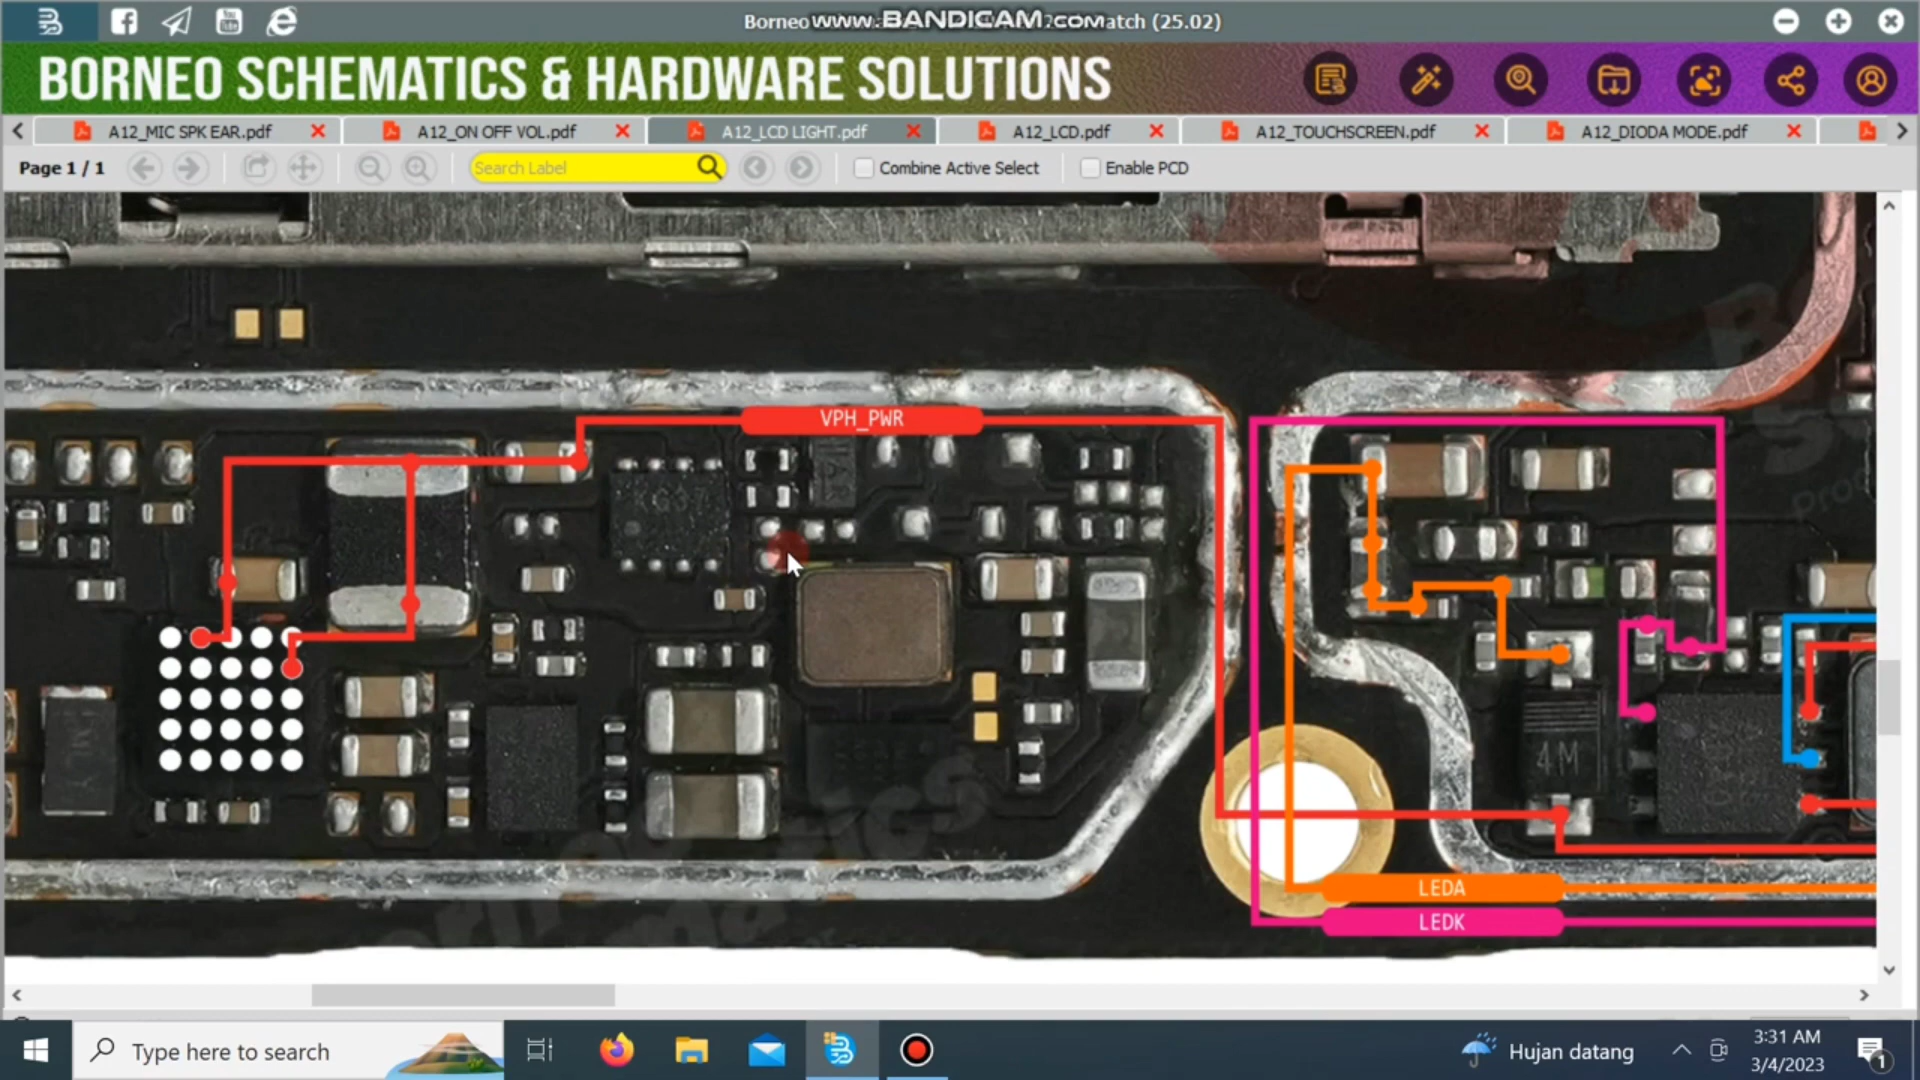 Borneo www.BANDICAM.COM atch (25.02)
BORNEO SCHEMATICS & HARDWARE SOLUTIONS
A12_MIC SPK EAR.pdf
A12_ON OFF VOL.pdf
A12_LCD LIGHT.pdf
A12_LCD.pdf
A12_TOUCHSCREEN.pdf
A12_DIODA MODE.pdf
Page 1 / 1
Search Label
Combine Active Select
Enable PCD
VPH_PWR
KG37
4M
LEDA
LEDK
Type here to search
Hujan datang
3:31 AM
3/4/2023
1